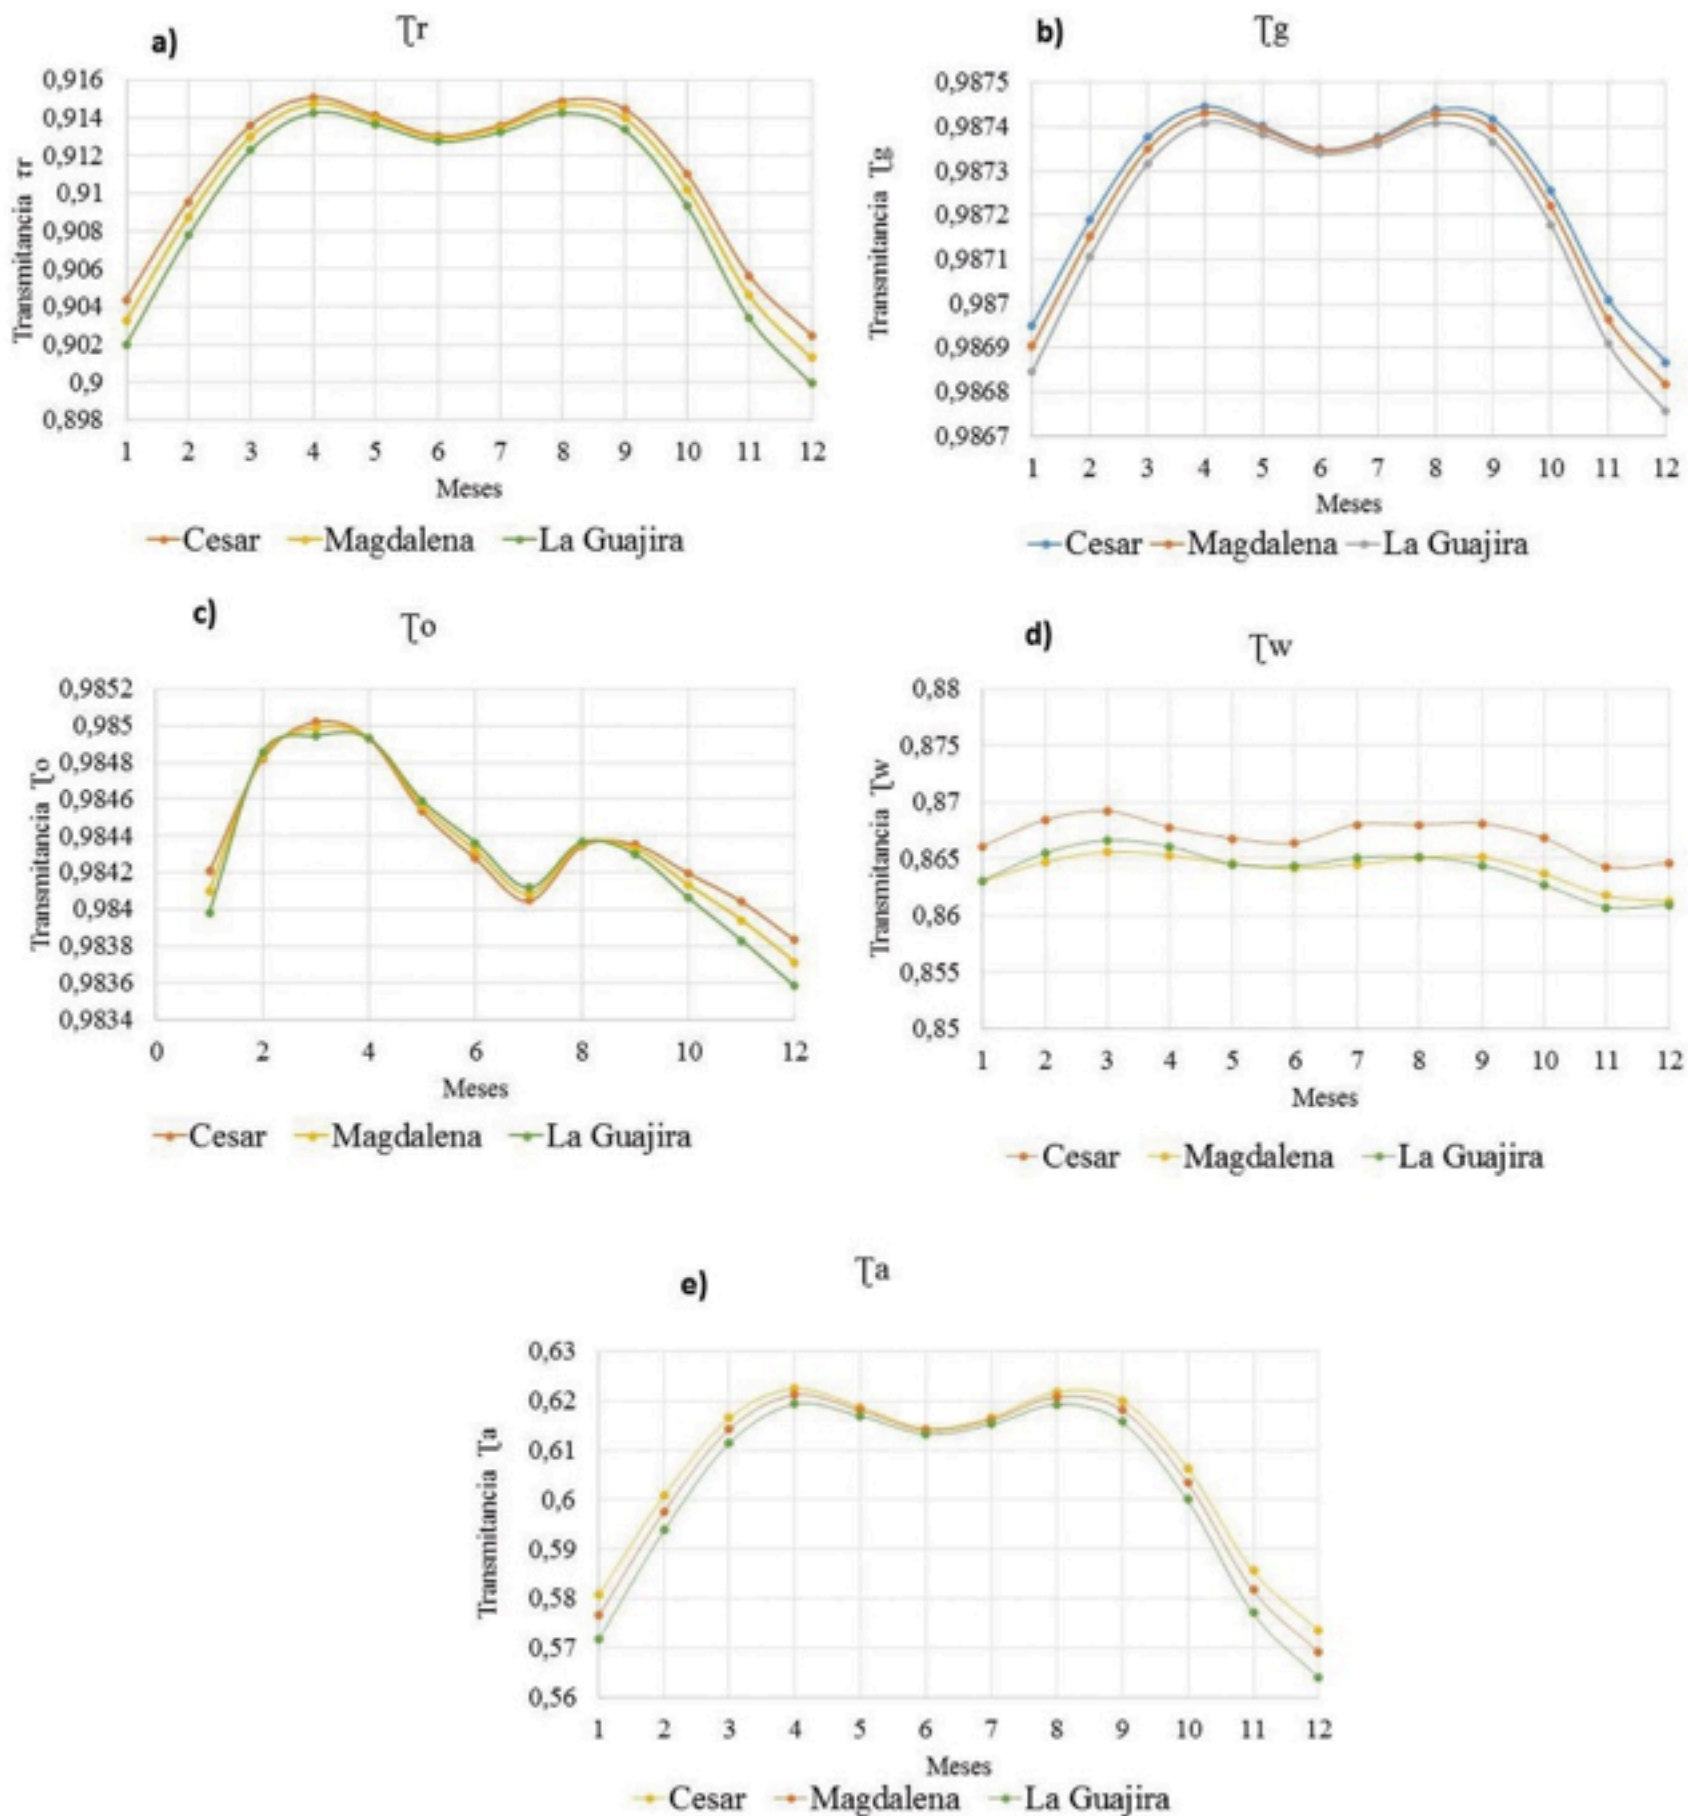 a) Ʈr
Transmitancia τr
0,916
0,914
0,912
0,91
0,908
0,906
0,904
0,902
0,9
0,898
1 2 3 4 5 6 7 8 9 10 11 12
Meses
Cesar Magdalena La Guajira
b) Ʈg
Transmitancia Ʈg
0,9875
0,9874
0,9873
0,9872
0,9871
0,987
0,9869
0,9868
0,9867
1 2 3 4 5 6 7 8 9 10 11 12
Meses
Cesar Magdalena La Guajira
c) Ʈo
Transmitancia Ʈo
0,9852
0,985
0,9848
0,9846
0,9844
0,9842
0,984
0,9838
0,9836
0,9834
0 2 4 6 8 10 12
Meses
Cesar Magdalena La Guajira
d) Ʈw
Transmitancia Ʈw
0,88
0,875
0,87
0,865
0,86
0,855
0,85
1 2 3 4 5 6 7 8 9 10 11 12
Meses
Cesar Magdalena La Guajira
e) Ʈa
Transmitancia Ʈa
0,63
0,62
0,61
0,6
0,59
0,58
0,57
0,56
1 2 3 4 5 6 7 8 9 10 11 12
Meses
Cesar Magdalena La Guajira